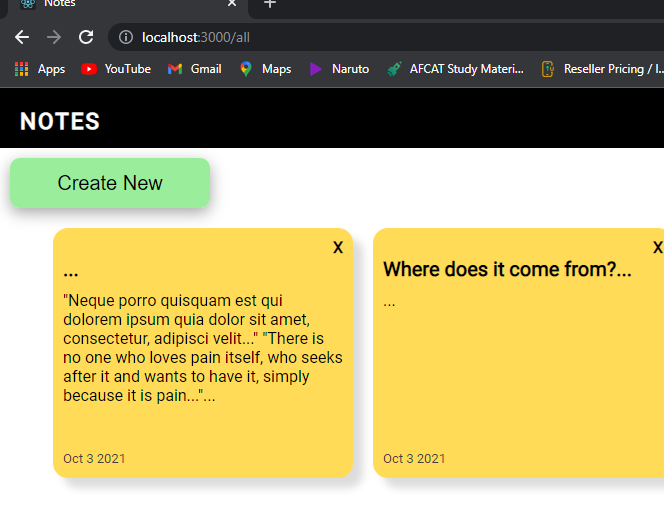 Notes
localhost:3000/all
Apps YouTube Gmail Maps Naruto AFCAT Study Materi... Reseller Pricing / I...
NOTES
Create New
X
...
"Neque porro quisquam est qui
dolorem ipsum quia dolor sit amet,
consectetur, adipisci velit..." "There is
no one who loves pain itself, who seeks
after it and wants to have it, simply
because it is pain..."...
Oct 3 2021
X
Where does it come from?...
...
Oct 3 2021